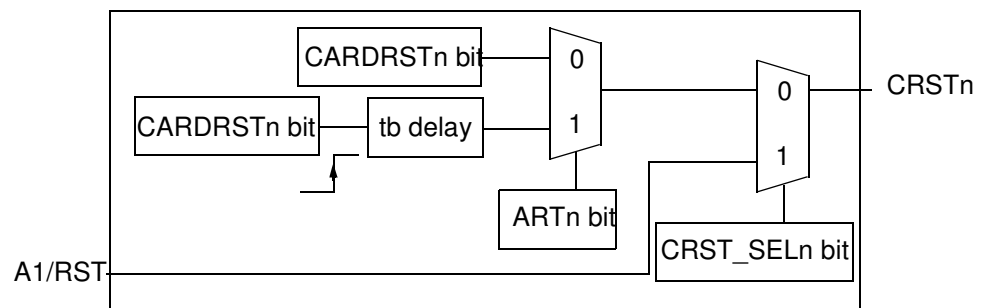 CARDRSTn bit
0
CRSTn
0
CARDRSTn bit
tb delay
1
1
ARTn bit
CRST_SELn bit
A1/RST